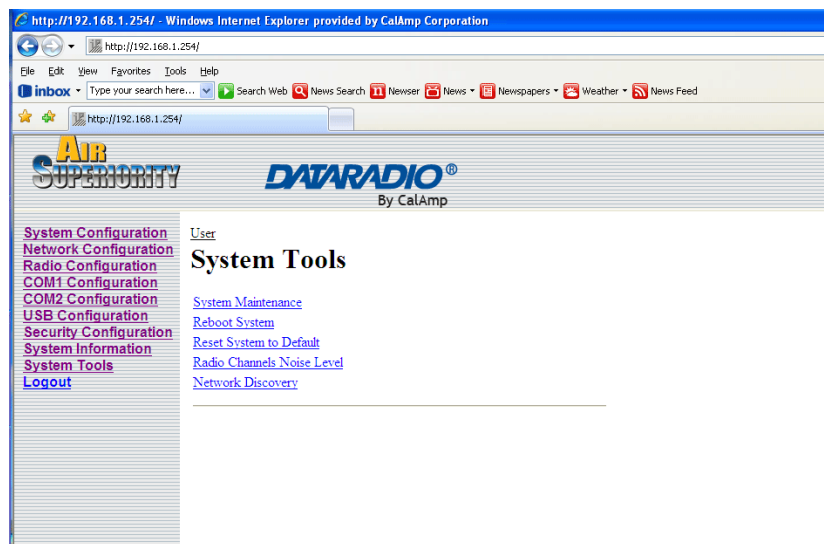 http://192.168.1.254/ - Windows Internet Explorer provided by CalAmp Corporation
http://192.168.1.254/
File Edit View Favorites Tools Help
inbox Type your search here... Search Web News Search Newser News Newspapers Weather News Feed
http://192.168.1.254/
AIR
SUPERIORITY
DATARADIO®
By CalAmp
System Configuration
Network Configuration
Radio Configuration
COM1 Configuration
COM2 Configuration
USB Configuration
Security Configuration
System Information
System Tools
Logout
User
System Tools
System Maintenance
Reboot System
Reset System to Default
Radio Channels Noise Level
Network Discovery